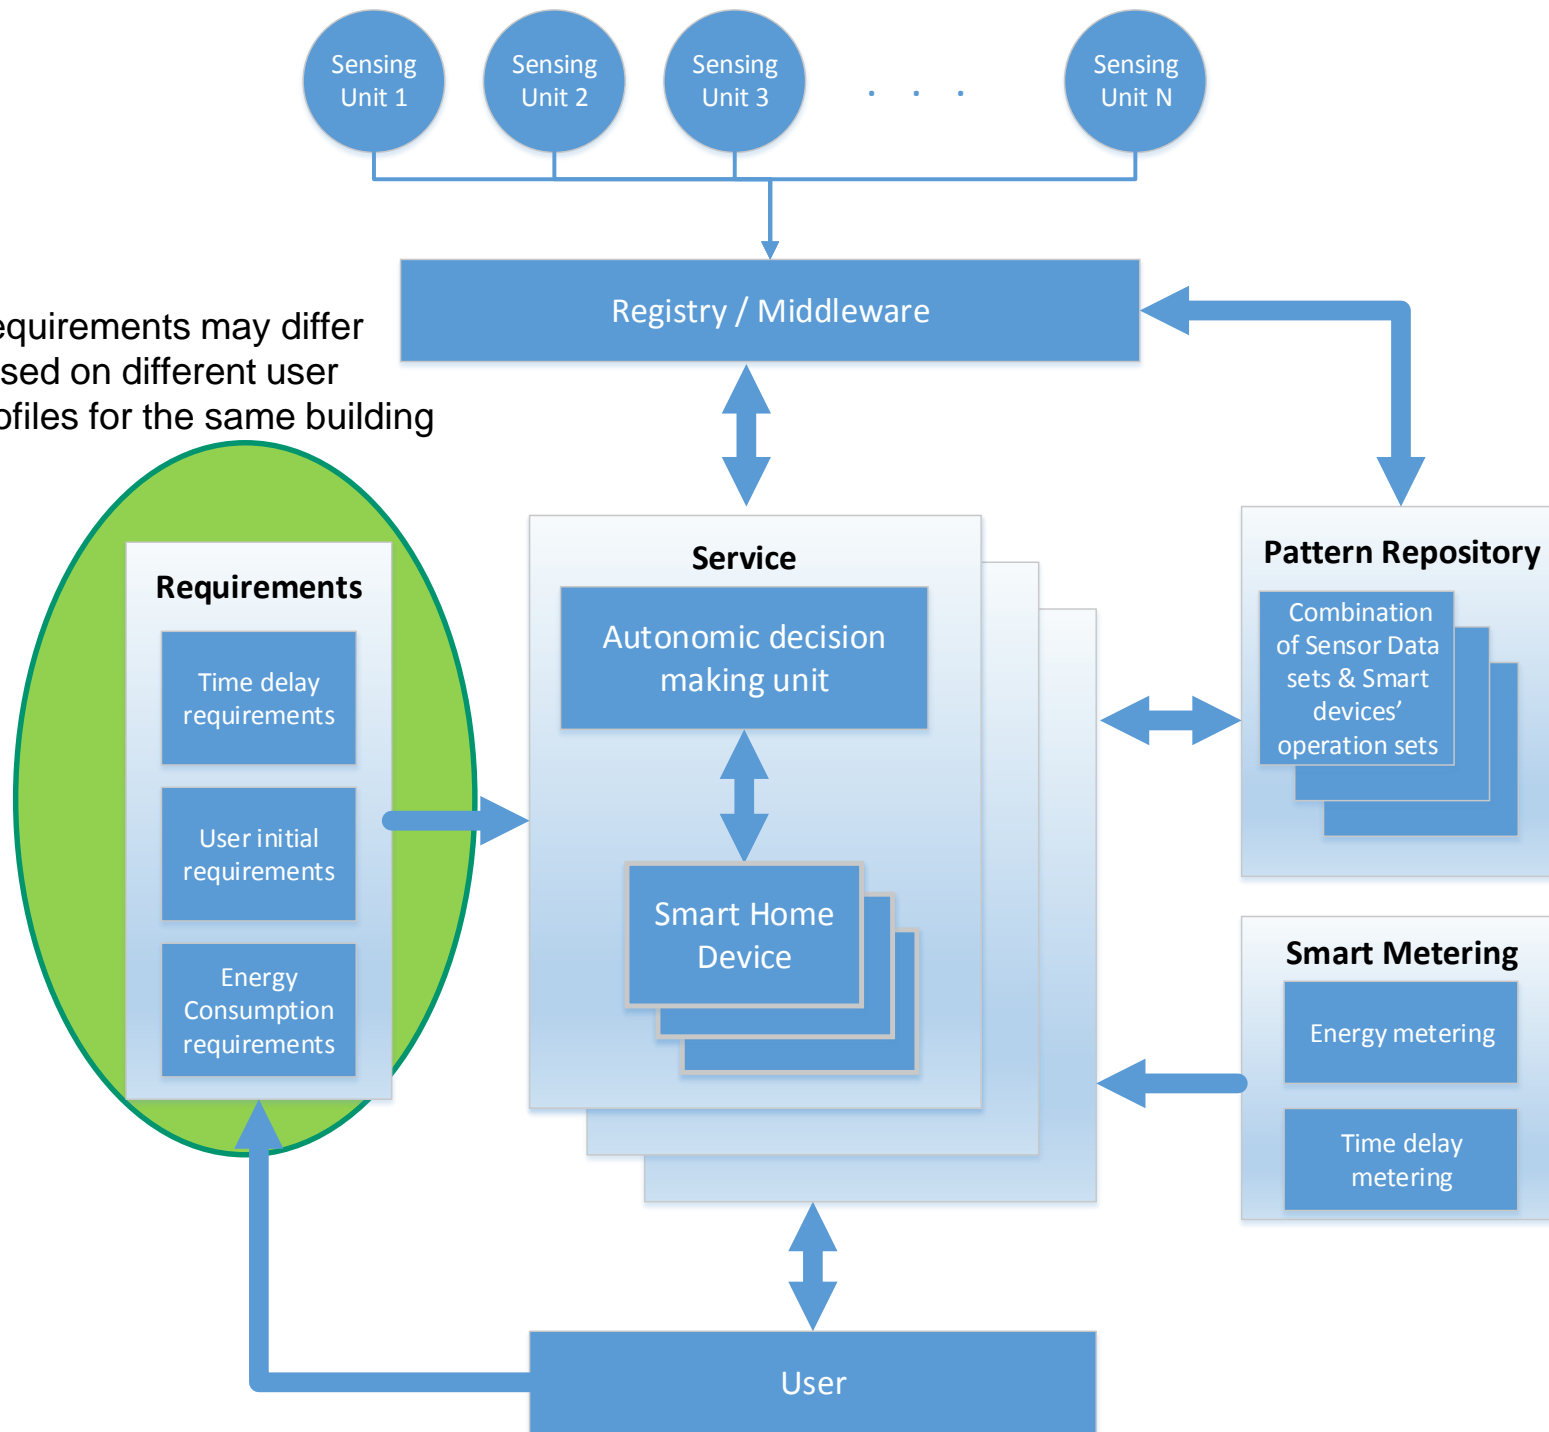 Sensing
Unit 1
Sensing
Unit 2
Sensing
Unit 3
. . .
Sensing
Unit N
Registry / Middleware
equirements may differ
sed on different user
ofiles for the same building
Requirements
Time delay
requirements
User initial
requirements
Energy
Consumption
requirements
Service
Autonomic decision
making unit
Smart Home
Device
Pattern Repository
Combination
of Sensor Data
sets & Smart
devices’
operation sets
Smart Metering
Energy metering
Time delay
metering
User